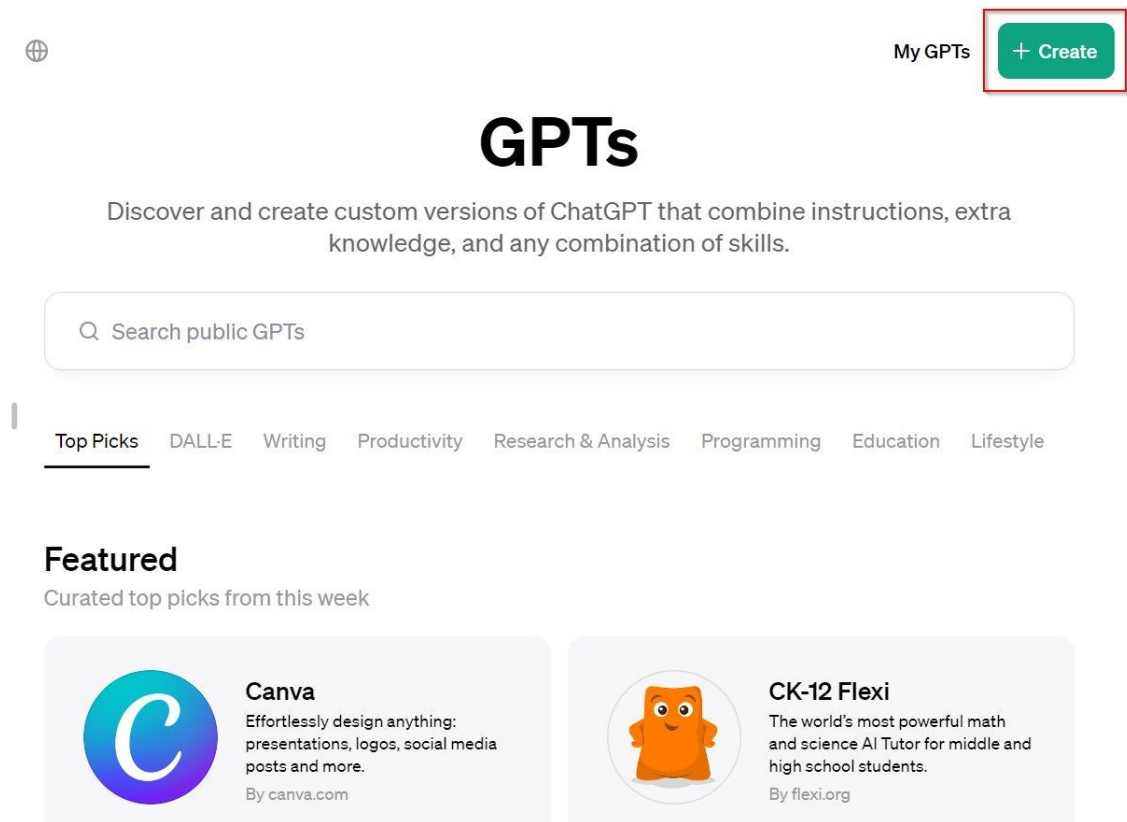 My GPTs
+ Create
GPTs
Discover and create custom versions of ChatGPT that combine instructions, extra
knowledge, and any combination of skills.
Search public GPTs
Top Picks DALL·E Writing Productivity Research & Analysis Programming Education Lifestyle
Featured
Curated top picks from this week
C
Canva
Effortlessly design anything:
presentations, logos, social media
posts and more.
By canva.com
CK-12 Flexi
The world's most powerful math
and science AI Tutor for middle and
high school students.
By flexi.org